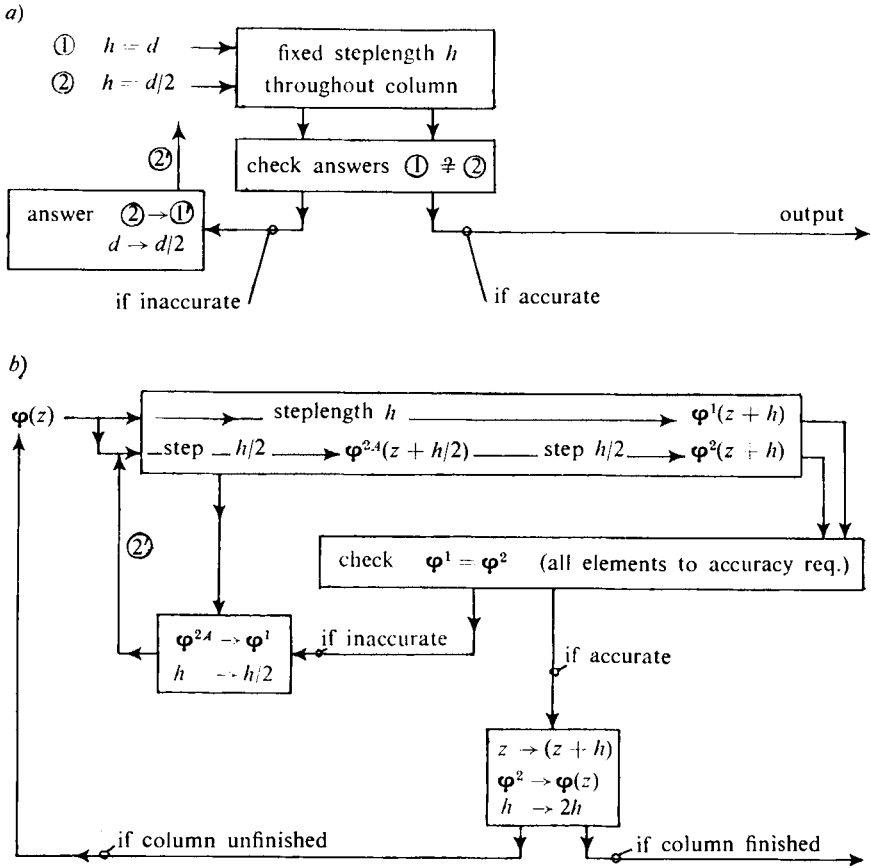 a)
① h = d
fixed steplength h
② h = d/2
throughout column
②'
check answers ① ≟ ②
answer ② → ①'
d → d/2
output
if inaccurate
if accurate
b)
φ(z)
steplength h
φ¹(z + h)
step h/2
φ²ᴬ(z + h/2)
step h/2
φ²(z + h)
②'
check φ¹ = φ² (all elements to accuracy req.)
φ²ᴬ → φ¹
if inaccurate
h → h/2
if accurate
z → (z + h)
φ² → φ(z)
h → 2h
if column unfinished
if column finished